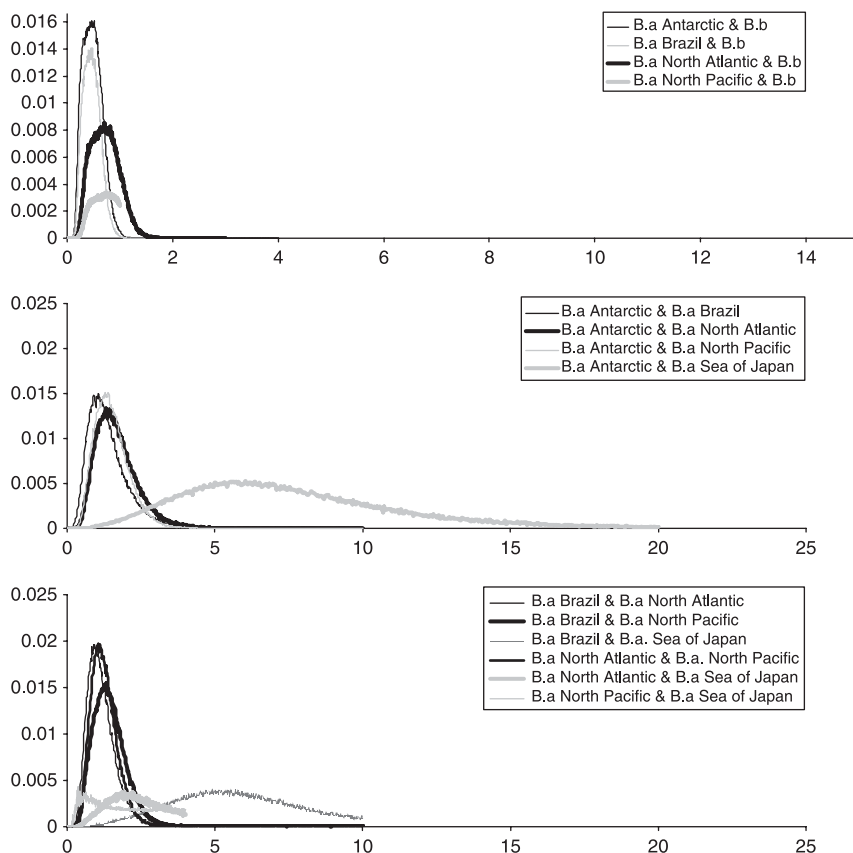 0.016
0.014
0.012
0.01
0.008
0.006
0.004
0.002
0
0 2 4 6 8 10 12 14
B.a Antarctic & B.b
B.a Brazil & B.b
B.a North Atlantic & B.b
B.a North Pacific & B.b
0.025
0.02
0.015
0.01
0.005
0
0 5 10 15 20 25
B.a Antarctic & B.a Brazil
B.a Antarctic & B.a North Atlantic
B.a Antarctic & B.a North Pacific
B.a Antarctic & B.a Sea of Japan
0.025
0.02
0.015
0.01
0.005
0
0 5 10 15 20 25
B.a Brazil & B.a North Atlantic
B.a Brazil & B.a North Pacific
B.a Brazil & B.a. Sea of Japan
B.a North Atlantic & B.a. North Pacific
B.a North Atlantic & B.a Sea of Japan
B.a North Pacific & B.a Sea of Japan